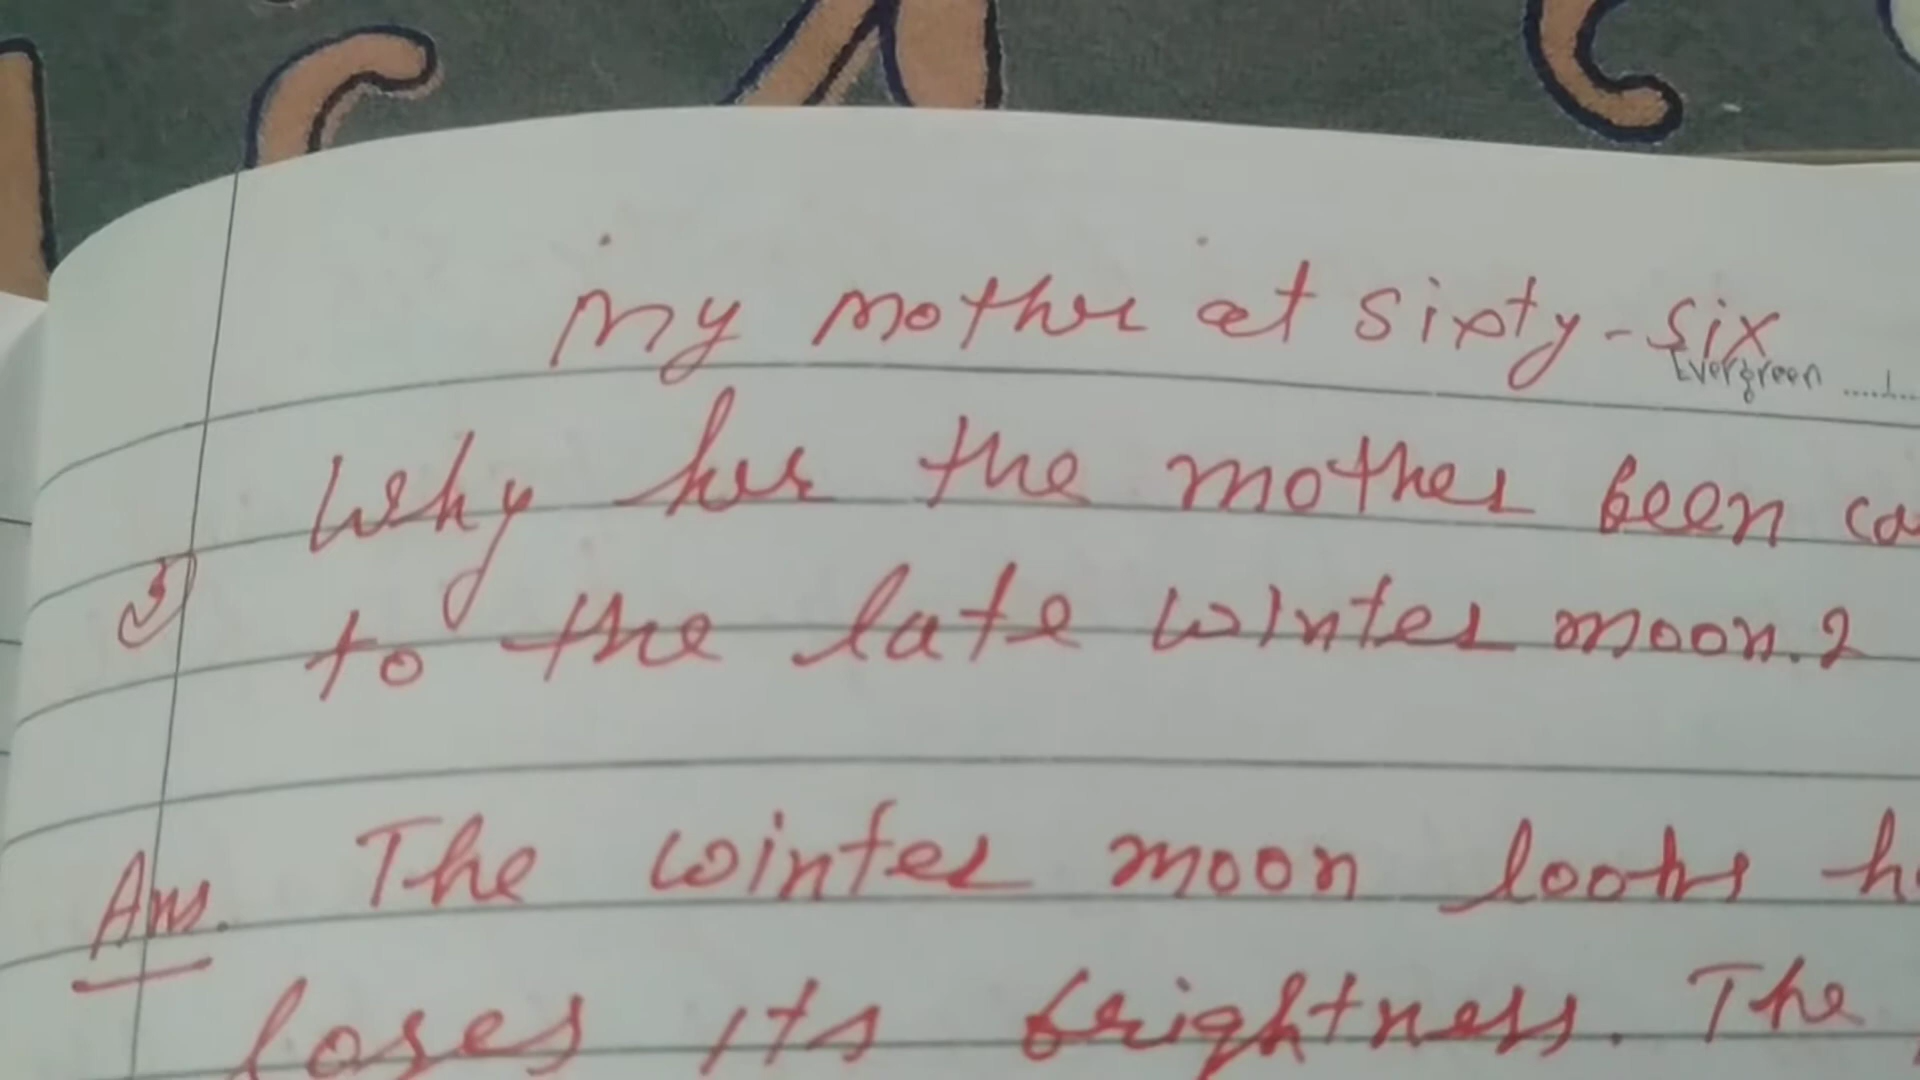 My mother at sixty-six
Evergreen
Why has the mother been
to the late winter moon.?
Ans. The winter moon looks
loses its brightness. The